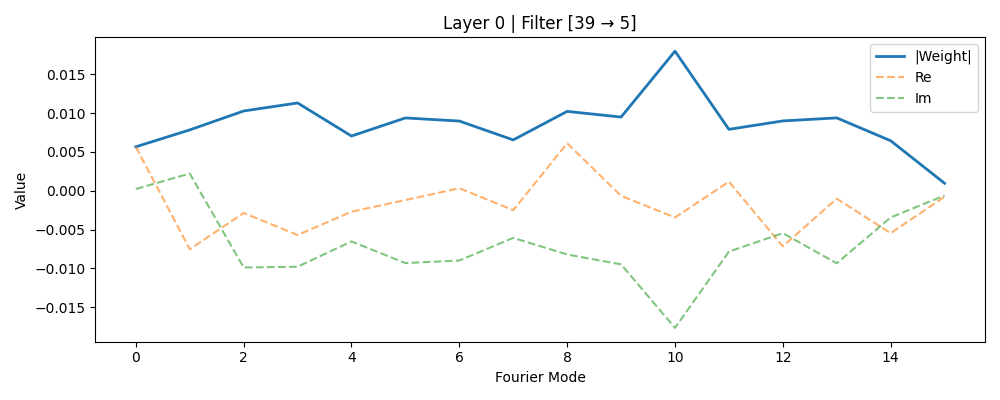 Layer 0 | Filter [39 → 5]
|Weight|
Re
Im
0.015
0.010
0.005
0.000
−0.005
−0.010
−0.015
Value
0 2 4 6 8 10 12 14
Fourier Mode